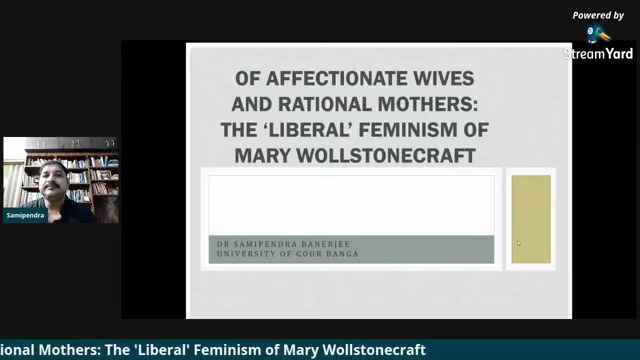 Powered by
StreamYard
OF AFFECTIONATE WIVES
AND RATIONAL MOTHERS:
THE ‘LIBERAL’ FEMINISM OF
MARY WOLLSTONECRAFT
DR SAMIPENDRA BANERJEE
UNIVERSITY OF GOUR BANGA
Samipendra
ional Mothers: The 'Liberal' Feminism of Mary Wollstonecraft